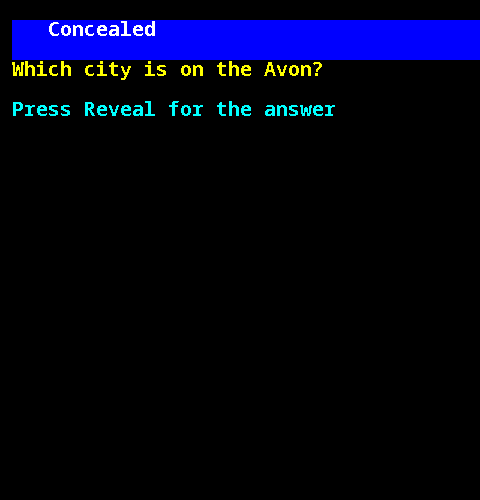 Concealed
Which city is on the Avon?
Press Reveal for the answer